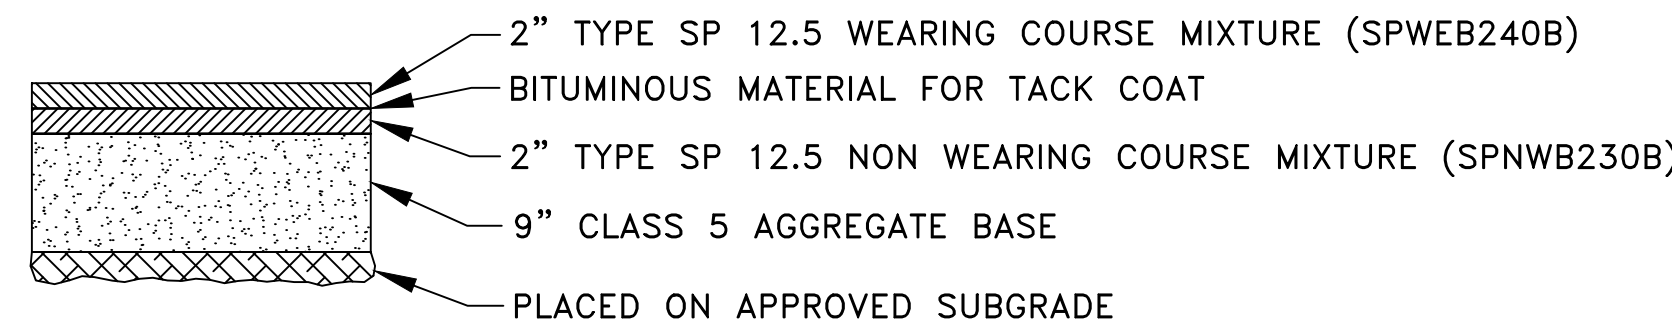 2” TYPE SP 12.5 WEARING COURSE MIXTURE (SPWEB240B)
BITUMINOUS MATERIAL FOR TACK COAT
2” TYPE SP 12.5 NON WEARING COURSE MIXTURE (SPNWB230B)
9” CLASS 5 AGGREGATE BASE
PLACED ON APPROVED SUBGRADE